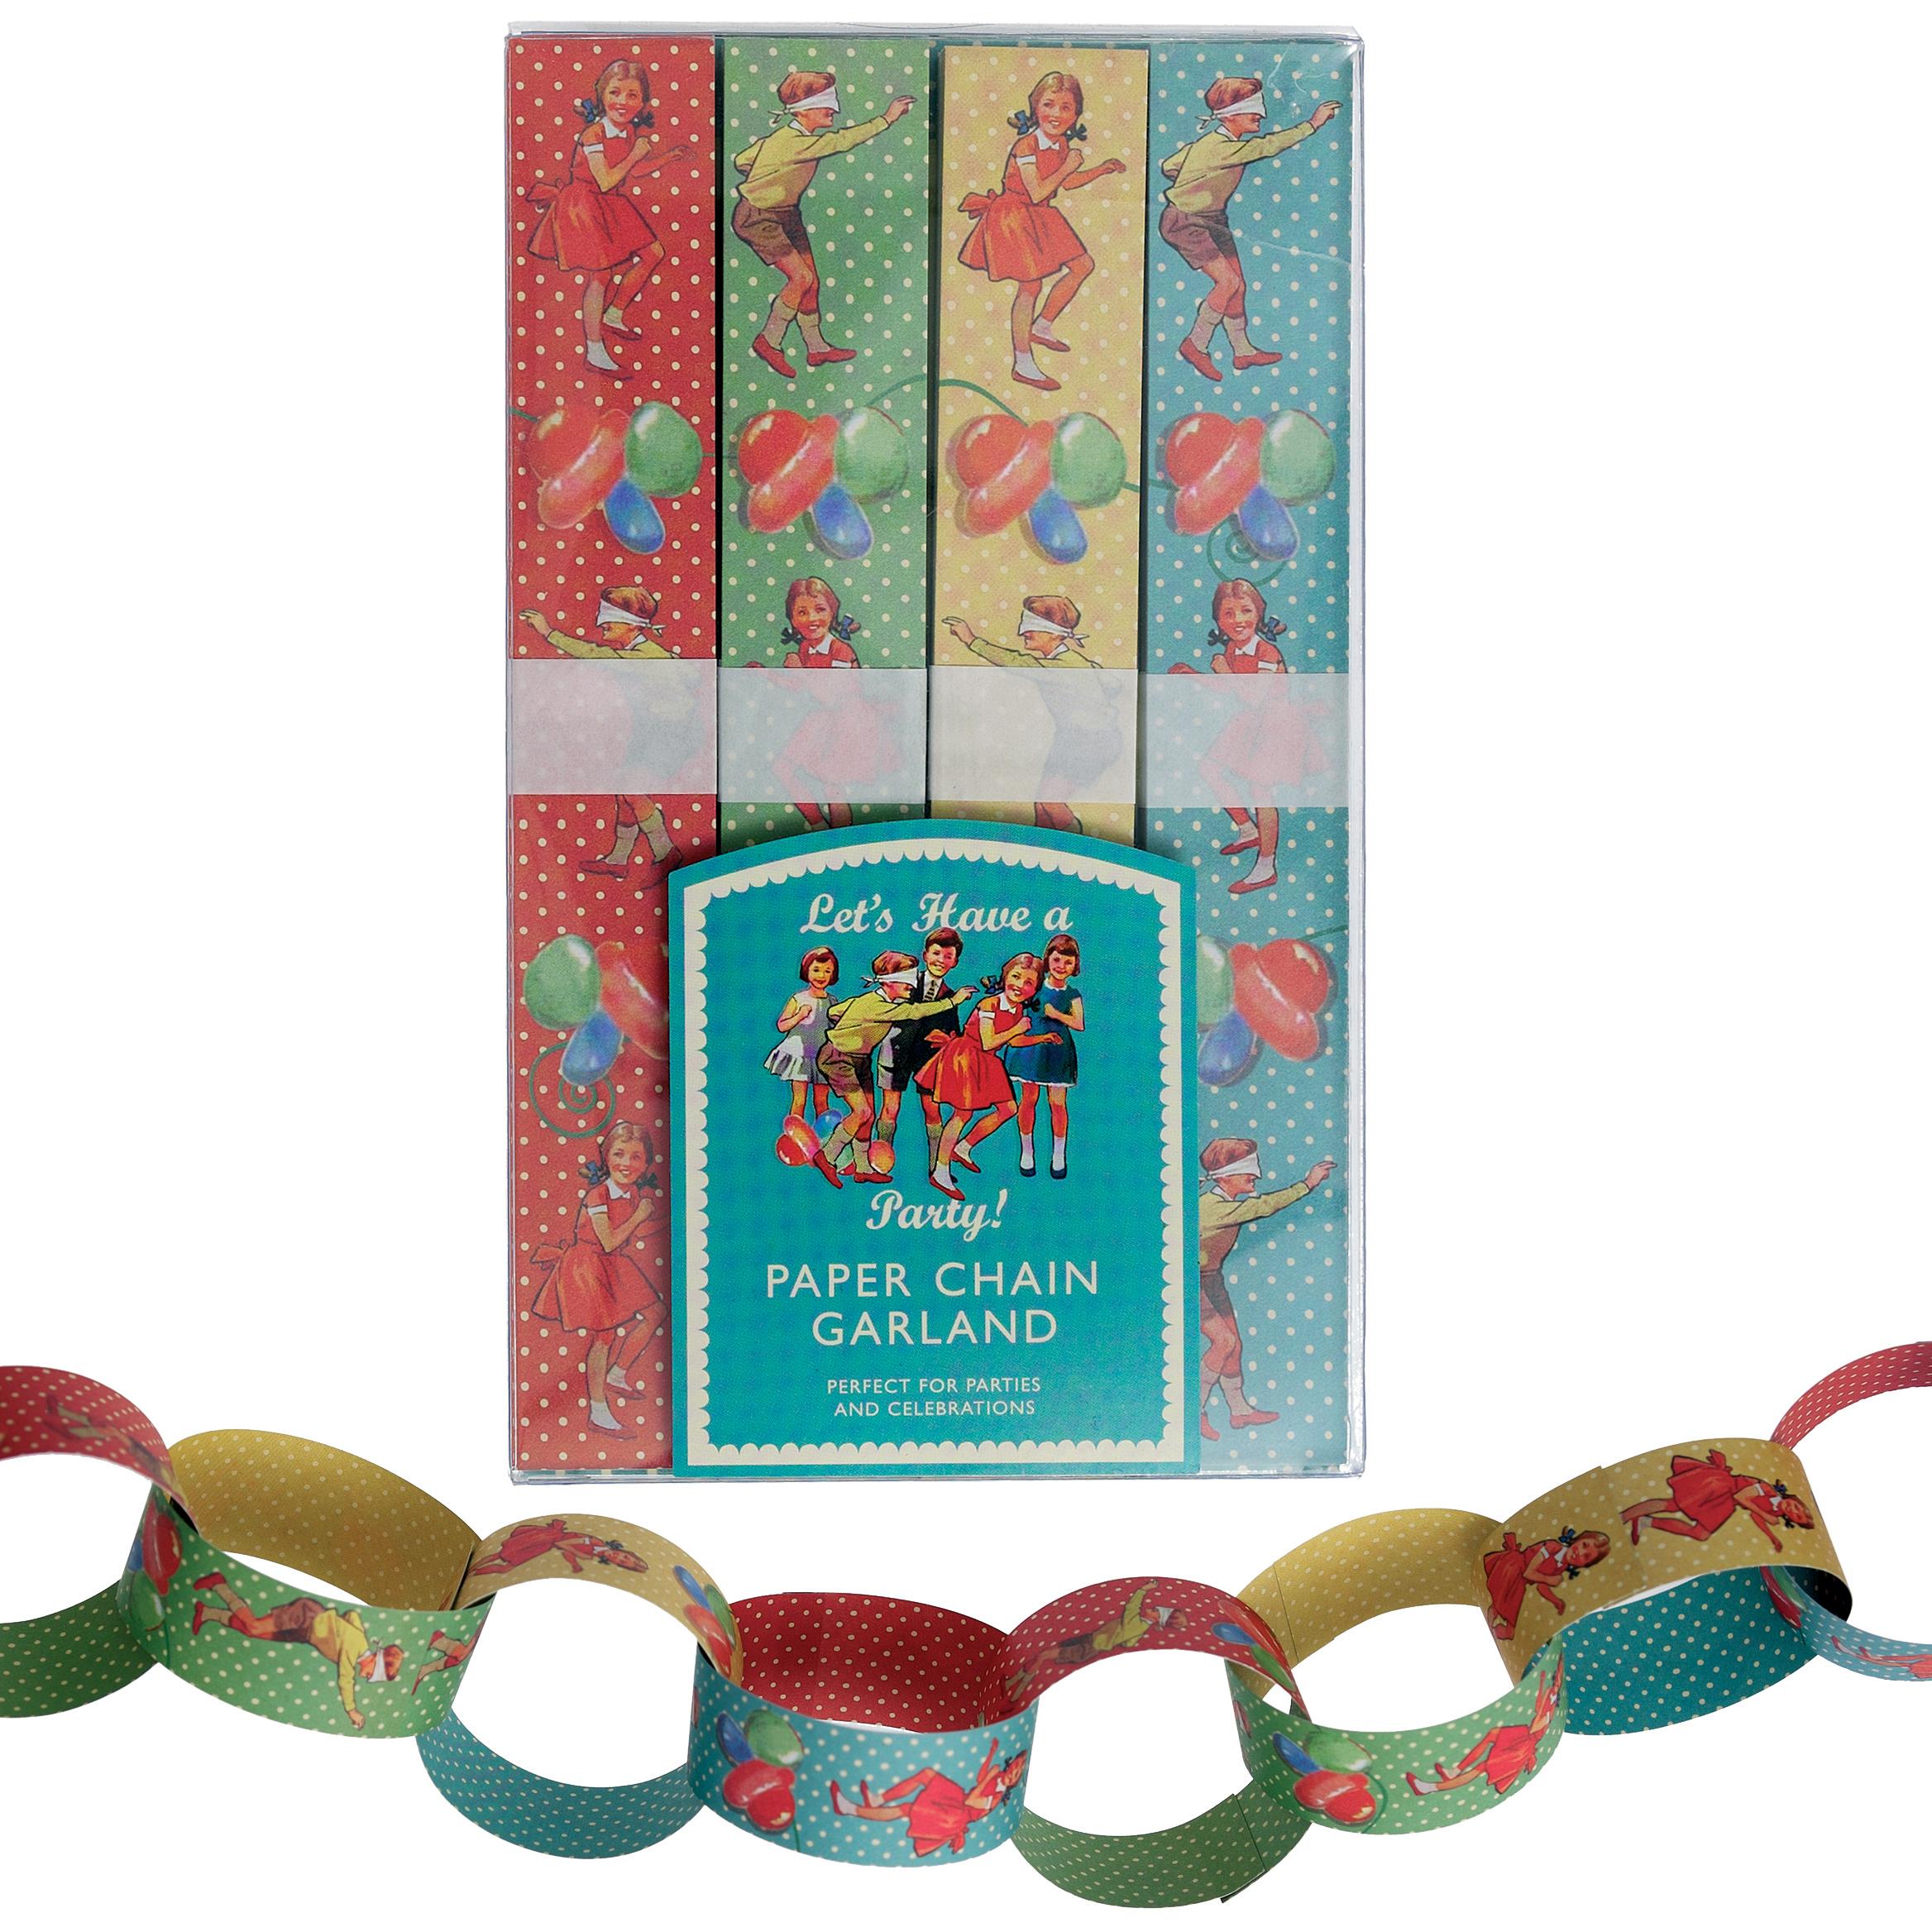 Let's Have a
Party!
PAPER CHAIN
GARLAND
PERFECT FOR PARTIES
AND CELEBRATIONS